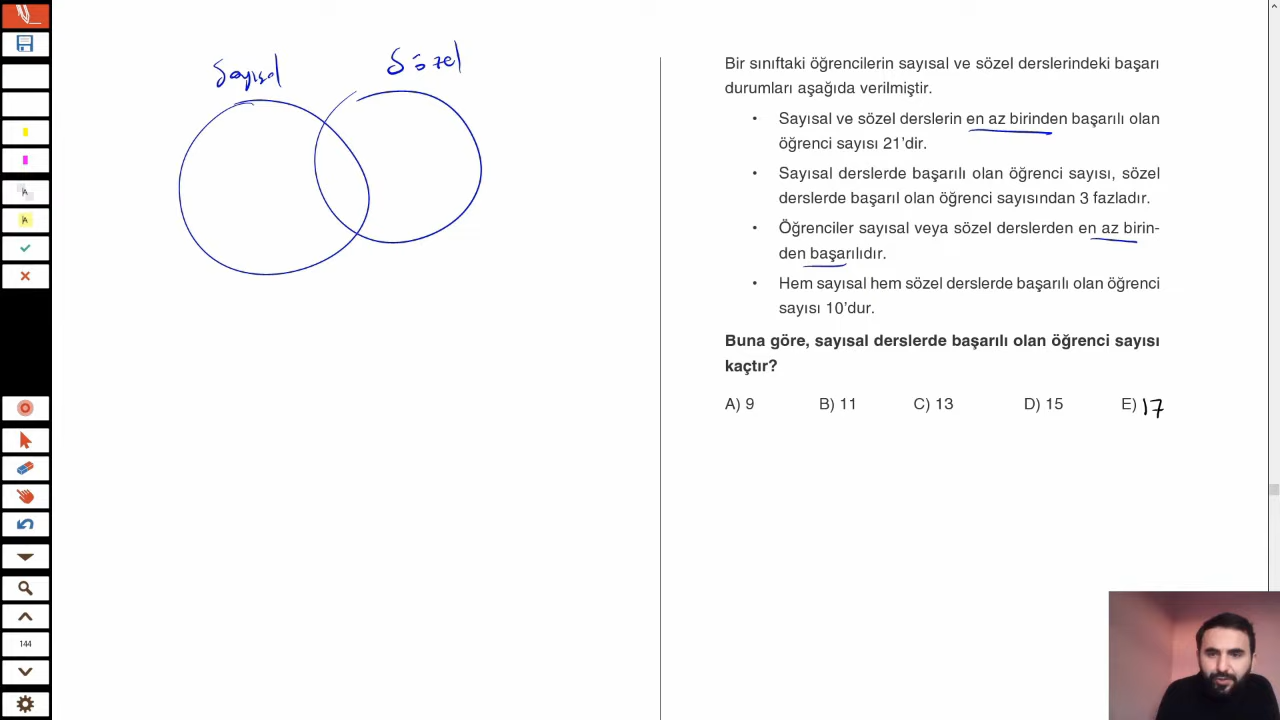 Sayısal
Sözel
Bir sınıftaki öğrencilerin sayısal ve sözel derslerindeki başarı
durumları aşağıda verilmiştir.
• Sayısal ve sözel derslerin en az birinden başarılı olan
öğrenci sayısı 21'dir.
• Sayısal derslerde başarılı olan öğrenci sayısı, sözel
derslerde başarıl olan öğrenci sayısından 3 fazladır.
• Öğrenciler sayısal veya sözel derslerden en az birin-
den başarılıdır.
• Hem sayısal hem sözel derslerde başarılı olan öğrenci
sayısı 10'dur.
Buna göre, sayısal derslerde başarılı olan öğrenci sayısı
kaçtır?
A) 9 B) 11 C) 13 D) 15 E) 17
A
A
144